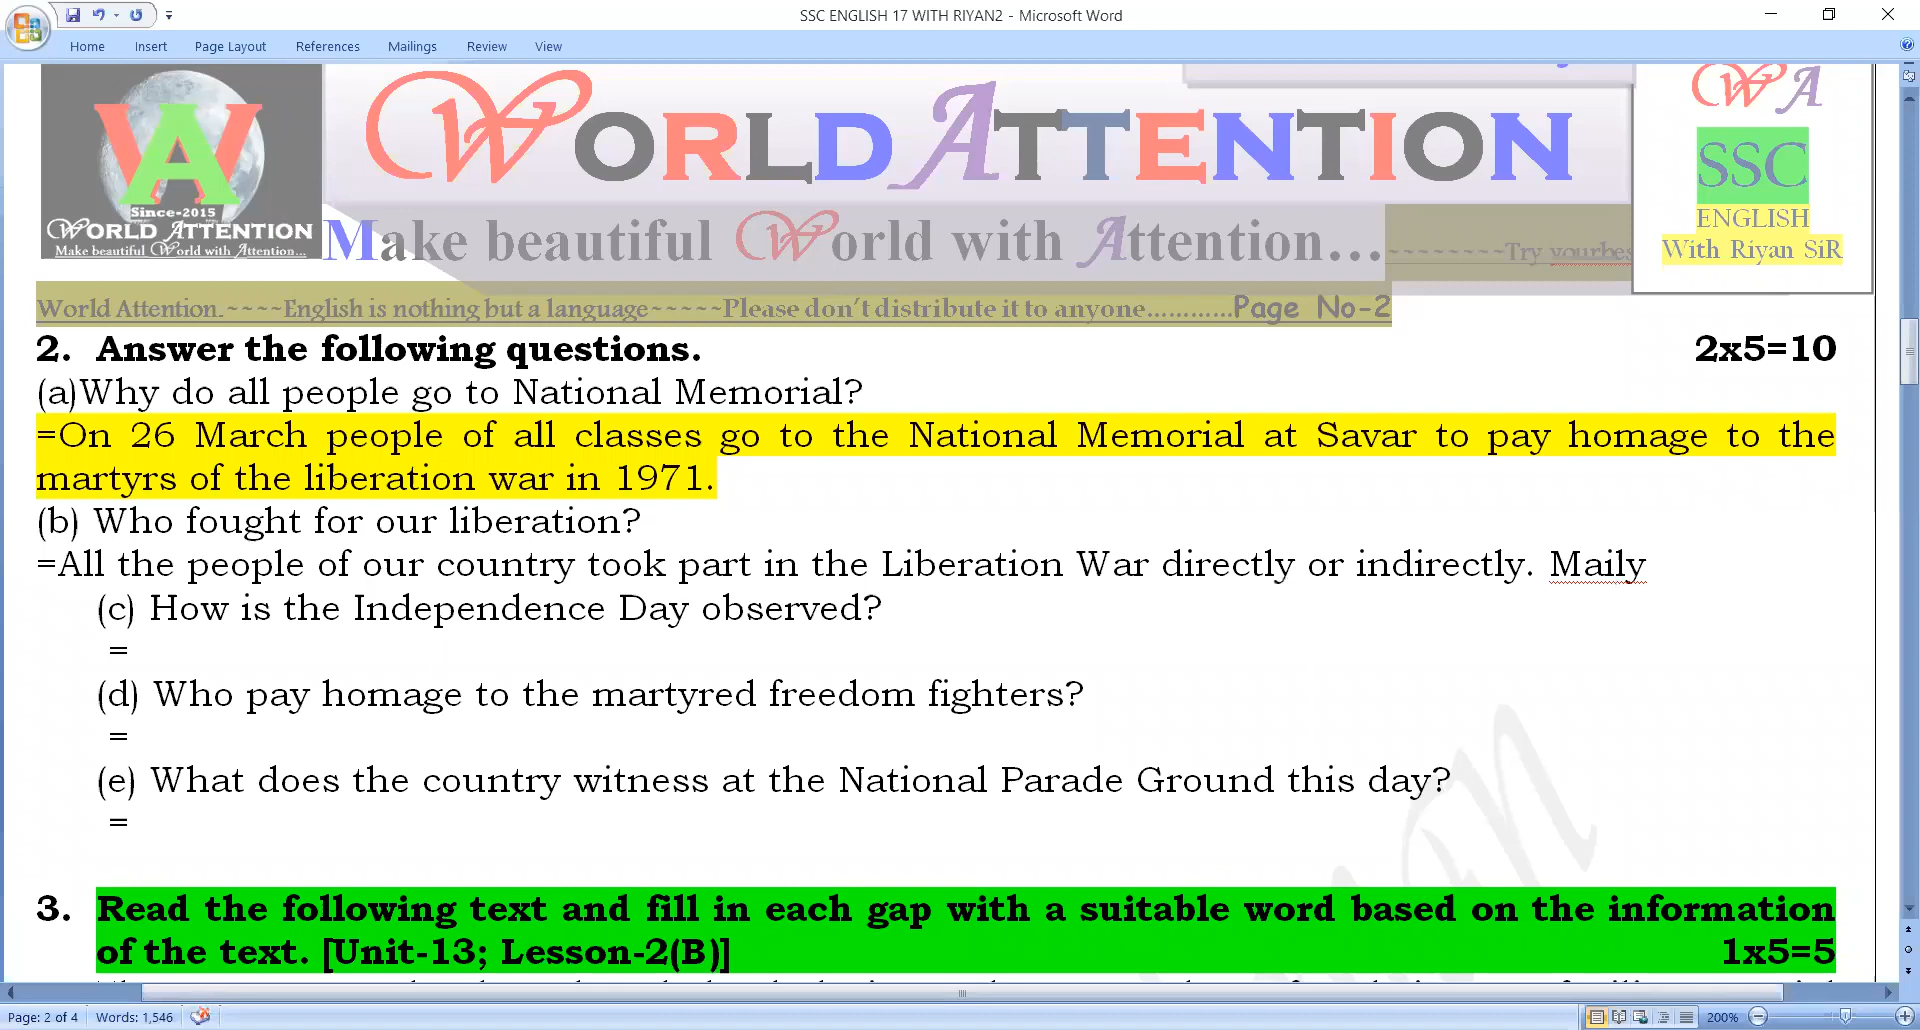 SSC ENGLISH 17 WITH RIYAN2 - Microsoft Word
Home Insert Page Layout References Mailings Review View
WORLD ATTENTION
WA
SSC
ENGLISH
With Riyan SiR
WA
Since-2015
WORLD ATTENTION
Make beautiful World with Attention...
Make beautiful World with Attention...~~~~~~~~Try yourbes
World Attention.~~~~English is nothing but a language~~~~~Please don't distribute it to anyone...........Page No-2
2. Answer the following questions. 2x5=10
(a)Why do all people go to National Memorial?
=On 26 March people of all classes go to the National Memorial at Savar to pay homage to the
martyrs of the liberation war in 1971.
(b) Who fought for our liberation?
=All the people of our country took part in the Liberation War directly or indirectly. Maily
(c) How is the Independence Day observed?
=
(d) Who pay homage to the martyred freedom fighters?
=
(e) What does the country witness at the National Parade Ground this day?
=
3. Read the following text and fill in each gap with a suitable word based on the information
of the text. [Unit-13; Lesson-2(B)] 1x5=5
Page: 2 of 4 Words: 1,546 200%